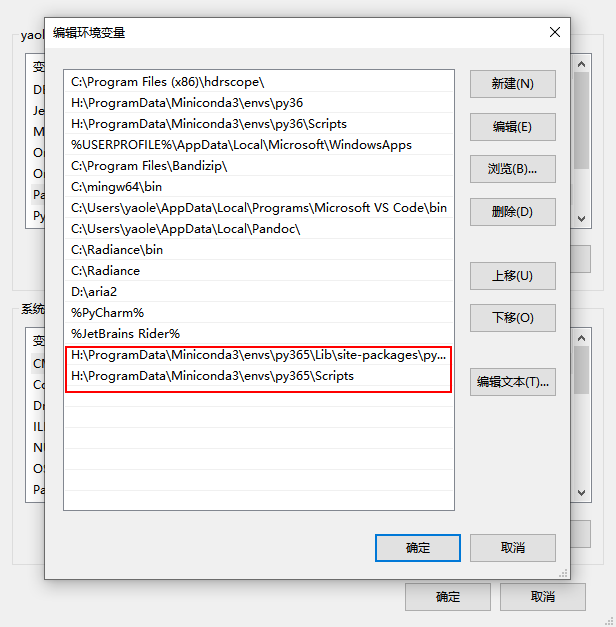 编辑环境变量
yaole
C:\Program Files (x86)\hdrscope\
H:\ProgramData\Miniconda3\envs\py36
H:\ProgramData\Miniconda3\envs\py36\Scripts
%USERPROFILE%\AppData\Local\Microsoft\WindowsApps
C:\Program Files\Bandizip\
C:\mingw64\bin
C:\Users\yaole\AppData\Local\Programs\Microsoft VS Code\bin
C:\Users\yaole\AppData\Local\Pandoc\
C:\Radiance\bin
C:\Radiance
D:\aria2
%PyCharm%
%JetBrains Rider%
H:\ProgramData\Miniconda3\envs\py365\Lib\site-packages\py...
H:\ProgramData\Miniconda3\envs\py365\Scripts
新建(N)
编辑(E)
浏览(B)...
删除(D)
上移(U)
下移(O)
编辑文本(T)...
确定
取消
变
Je
M
Pa
Py
系统
变
Co
Dr
NU
OS
Pa
确定
取消